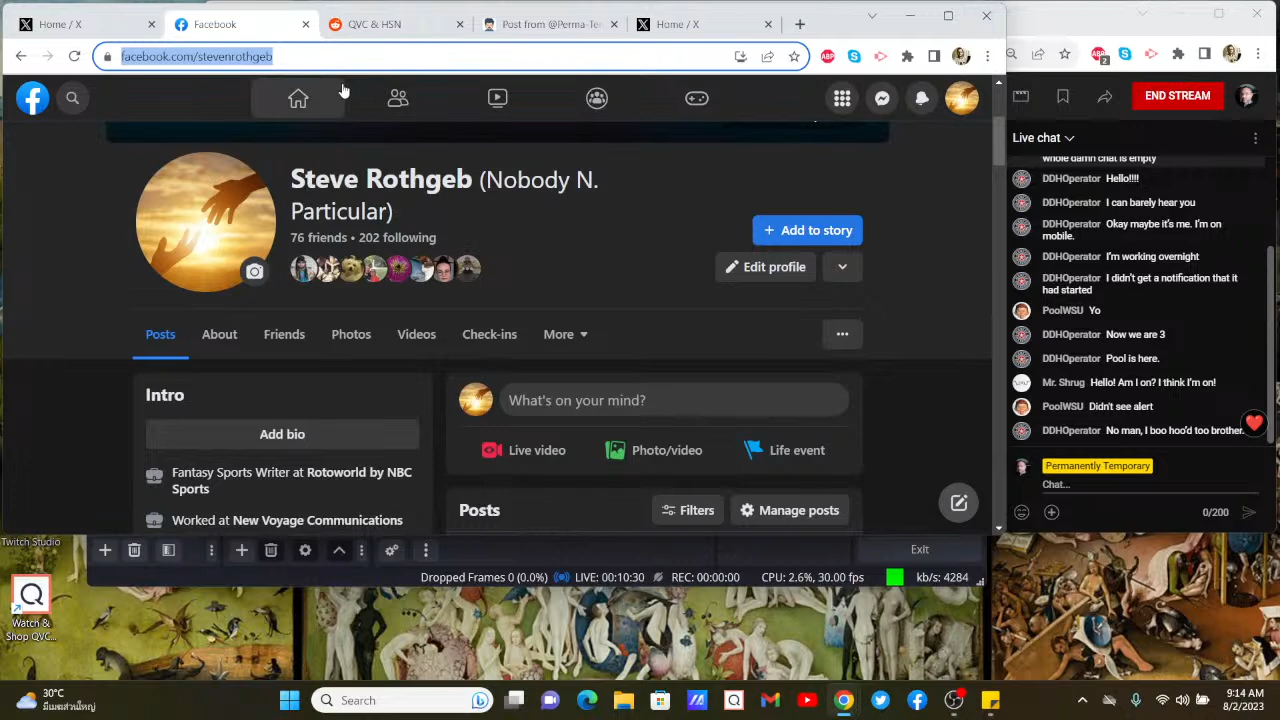 Home / X
Facebook
QVC & HSN
Post from @Perma-Te
Home / X
facebook.com/stevenrothgeb
2
END STREAM
Live chat
whole damn chat is empty
DDHOperator Hello!!!!
DDHOperator I can barely hear you
DDHOperator Okay maybe it's me. I'm on
mobile.
DDHOperator I'm working overnight
DDHOperator I didn't get a notification that it
had started
PoolWSU Yo
DDHOperator Now we are 3
DDHOperator Pool is here.
Mr. Shrug Hello! Am I on? I think I'm on!
PoolWSU Didn't see alert
DDHOperator No man, I boo hoo'd too brother.
Permanently Temporary
Chat...
0/200
Steve Rothgeb (Nobody N.
Particular)
76 friends • 202 following
Add to story
Edit profile
Posts About Friends Photos Videos Check-ins More
Intro
Add bio
Fantasy Sports Writer at Rotoworld by NBC
Sports
Worked at New Voyage Communications
What's on your mind?
Live video Photo/video Life event
Posts Filters Manage posts
Twitch Studio
Exit
Dropped Frames 0 (0.0%) LIVE: 00:10:30 REC: 00:00:00 CPU: 2.6%, 30.00 fps kb/s: 4284
Watch &
Shop QVC...
30°C
มีแดดส่วนใหญ่
Search
9:14 AM
8/2/2023